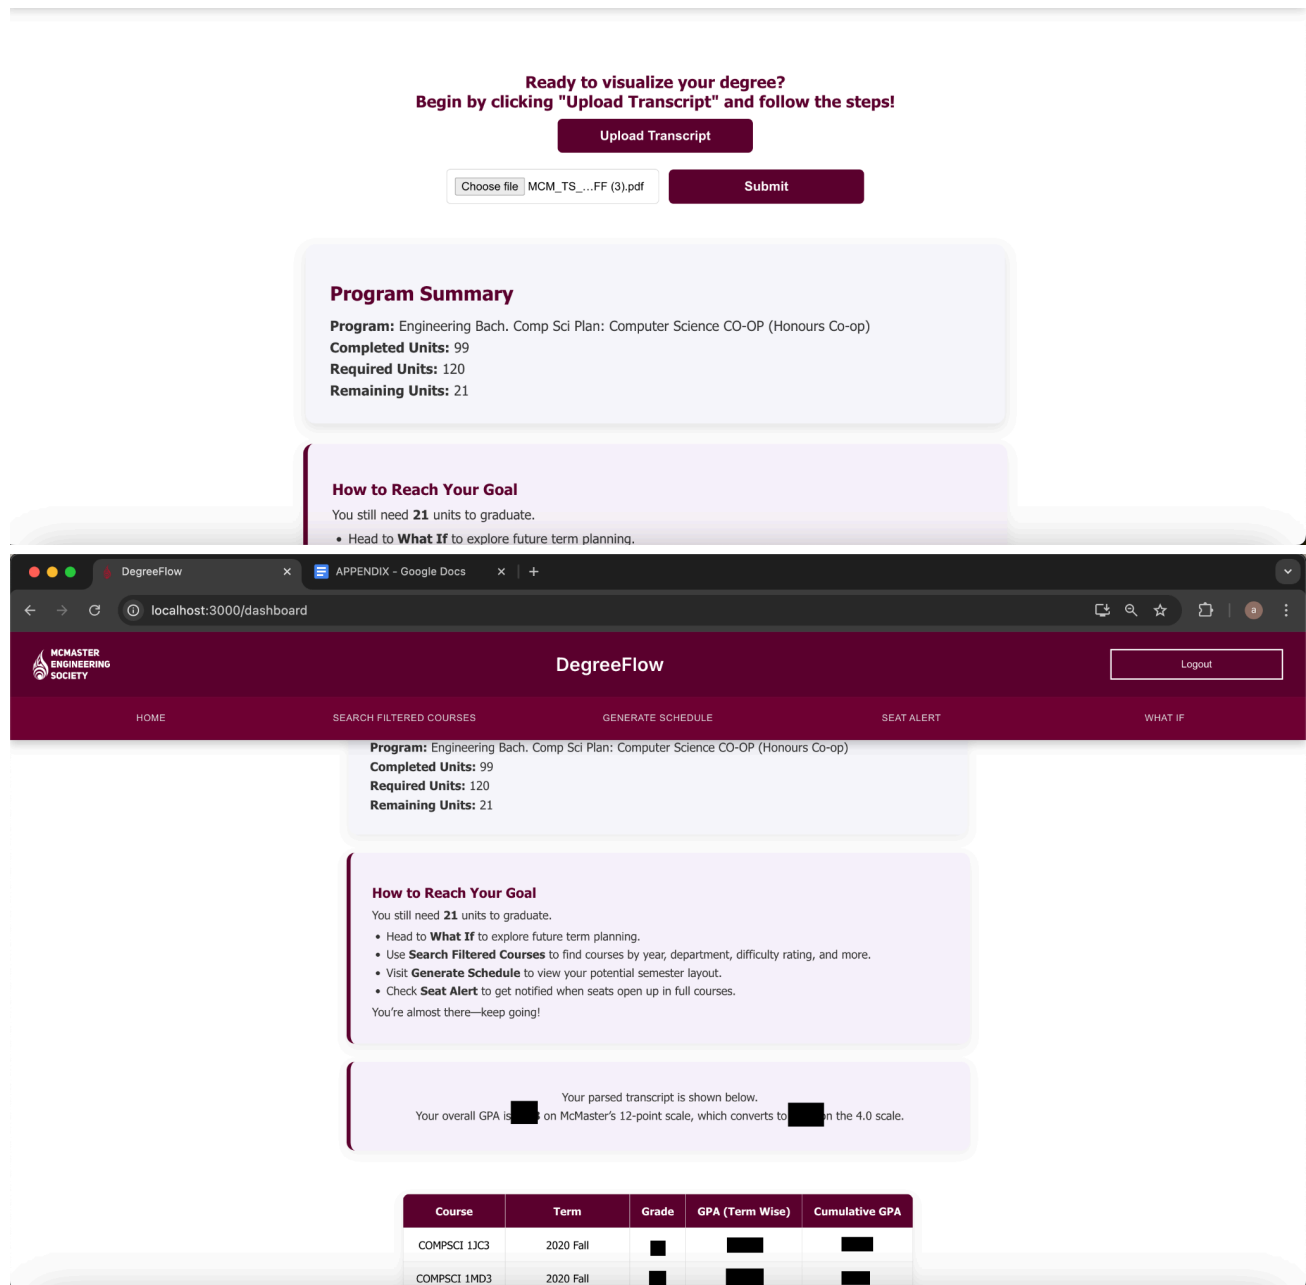 Ready to visualize your degree?
Begin by clicking "Upload Transcript" and follow the steps!
Upload Transcript
Choose file MCM_TS_...FF (3).pdf
Submit
Program Summary
Program: Engineering Bach. Comp Sci Plan: Computer Science CO-OP (Honours Co-op)
Completed Units: 99
Required Units: 120
Remaining Units: 21
How to Reach Your Goal
You still need 21 units to graduate.
• Head to What If to explore future term planning.
DegreeFlow
APPENDIX - Google Docs
localhost:3000/dashboard
a
MCMASTER
ENGINEERING
SOCIETY
DegreeFlow
Logout
HOME
SEARCH FILTERED COURSES
GENERATE SCHEDULE
SEAT ALERT
WHAT IF
Program: Engineering Bach. Comp Sci Plan: Computer Science CO-OP (Honours Co-op)
Completed Units: 99
Required Units: 120
Remaining Units: 21
How to Reach Your Goal
You still need 21 units to graduate.
• Head to What If to explore future term planning.
• Use Search Filtered Courses to find courses by year, department, difficulty rating, and more.
• Visit Generate Schedule to view your potential semester layout.
• Check Seat Alert to get notified when seats open up in full courses.
You're almost there—keep going!
Your parsed transcript is shown below.
Your overall GPA is on McMaster's 12-point scale, which converts to on the 4.0 scale.
Course Term Grade GPA (Term Wise) Cumulative GPA
COMPSCI 1JC3 2020 Fall
COMPSCI 1MD3 2020 Fall